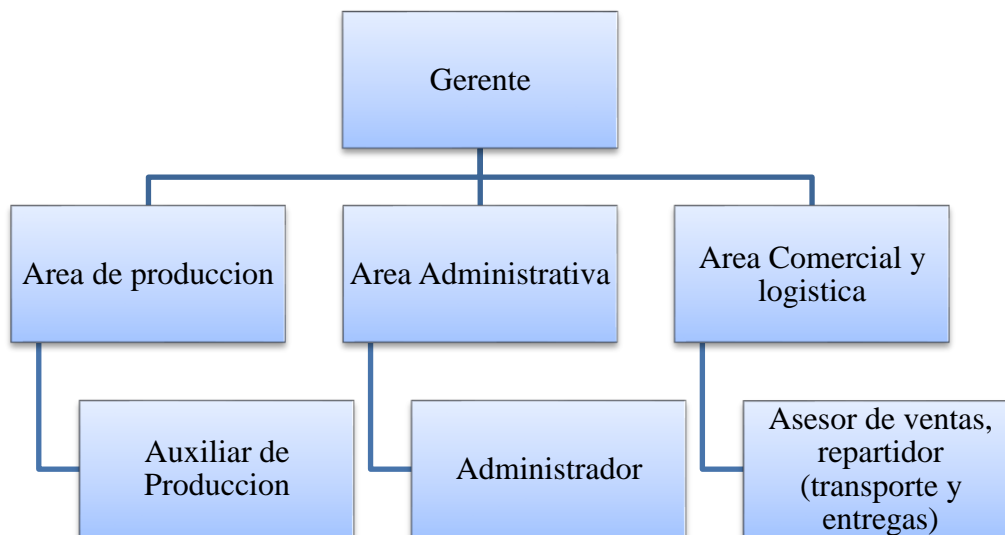 Gerente
Area de produccion
Area Administrativa
Area Comercial y
logistica
Auxiliar de
Produccion
Administrador
Asesor de ventas,
repartidor
(transporte y
entregas)